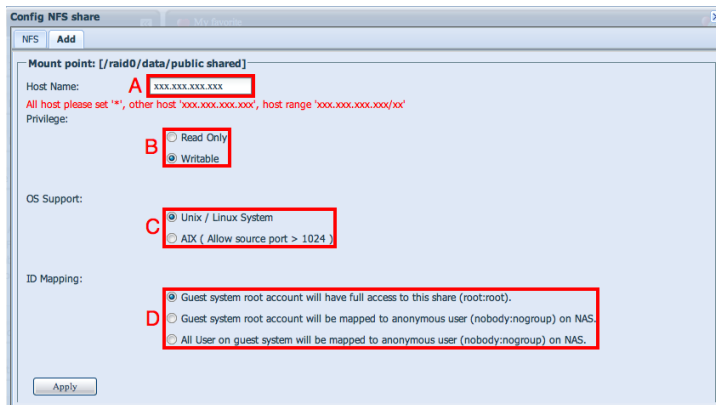 Config NFS share
My favorite
NFS Add
Mount point: [/raid0/data/public shared]
Host Name: A xxx.xxx.xxx.xxx
All host please set '*', other host 'xxx.xxx.xxx.xxx', host range 'xxx.xxx.xxx.xxx/xx'
Privilege:
Read Only
B
Writable
OS Support:
Unix / Linux System
C
AIX ( Allow source port > 1024 )
ID Mapping:
Guest system root account will have full access to this share (root:root).
D Guest system root account will be mapped to anonymous user (nobody:nogroup) on NAS.
All User on guest system will be mapped to anonymous user (nobody:nogroup) on NAS.
Apply